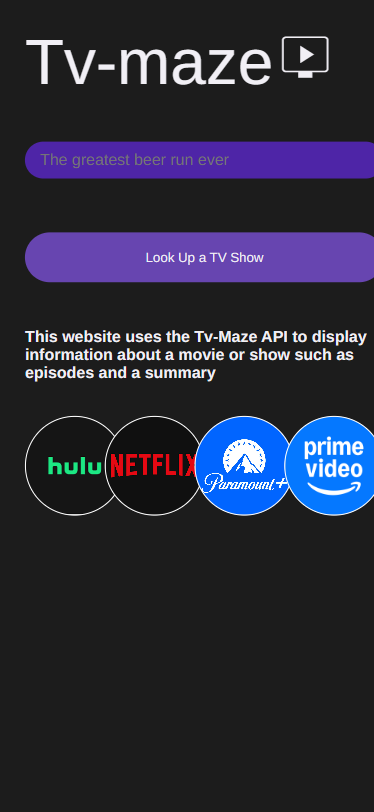 Tv-maze
The greatest beer run ever
Look Up a TV Show
This website uses the Tv-Maze API to display
information about a movie or show such as
episodes and a summary
hulu
NETFLIX
Paramount+
prime
video